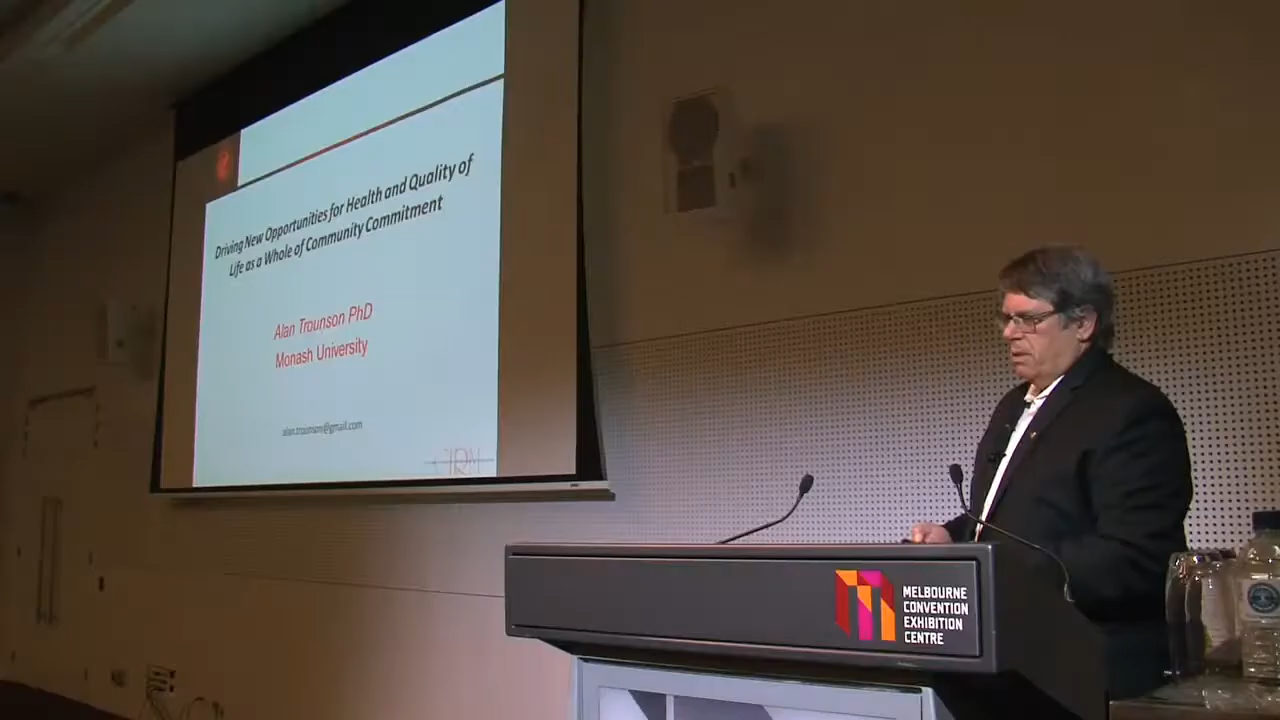 Driving New Opportunities for Health and Quality of
Life as a Whole of Community Commitment
Alan Trounson PhD
Monash University
alan.trounson@gmail.com
MELBOURNE
CONVENTION
EXHIBITION
CENTRE